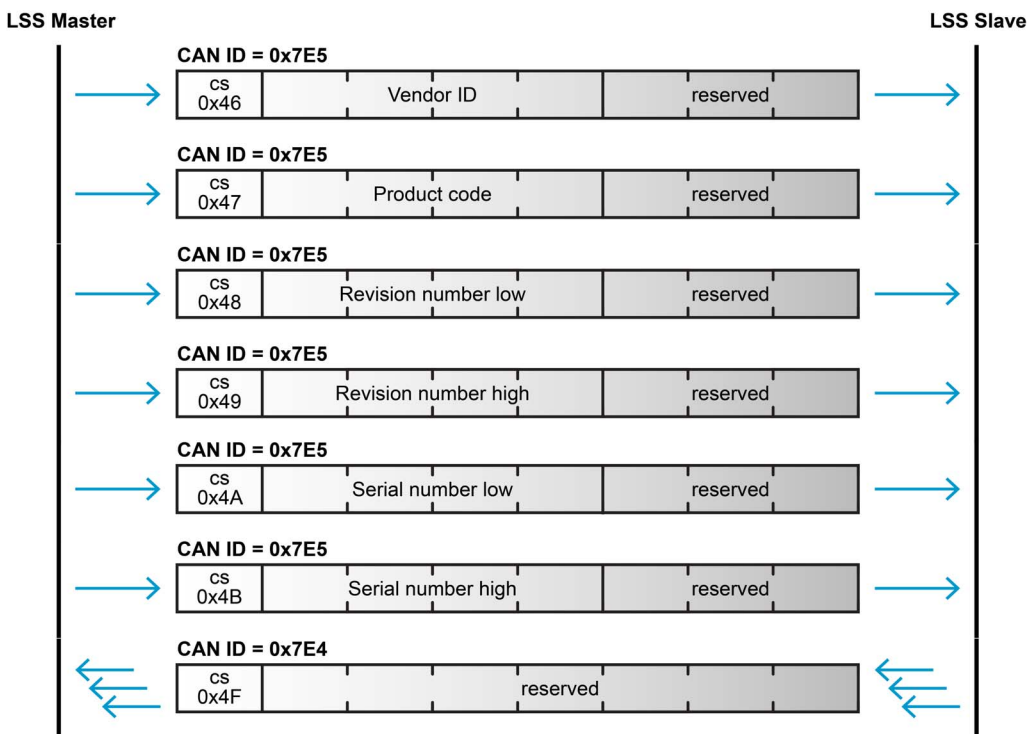 LSS Master
LSS Slave
CAN ID = 0x7E5
cs
0x46
Vendor ID
reserved
CAN ID = 0x7E5
cs
0x47
Product code
reserved
CAN ID = 0x7E5
cs
0x48
Revision number low
reserved
CAN ID = 0x7E5
cs
0x49
Revision number high
reserved
CAN ID = 0x7E5
cs
0x4A
Serial number low
reserved
CAN ID = 0x7E5
cs
0x4B
Serial number high
reserved
CAN ID = 0x7E4
cs
0x4F
reserved